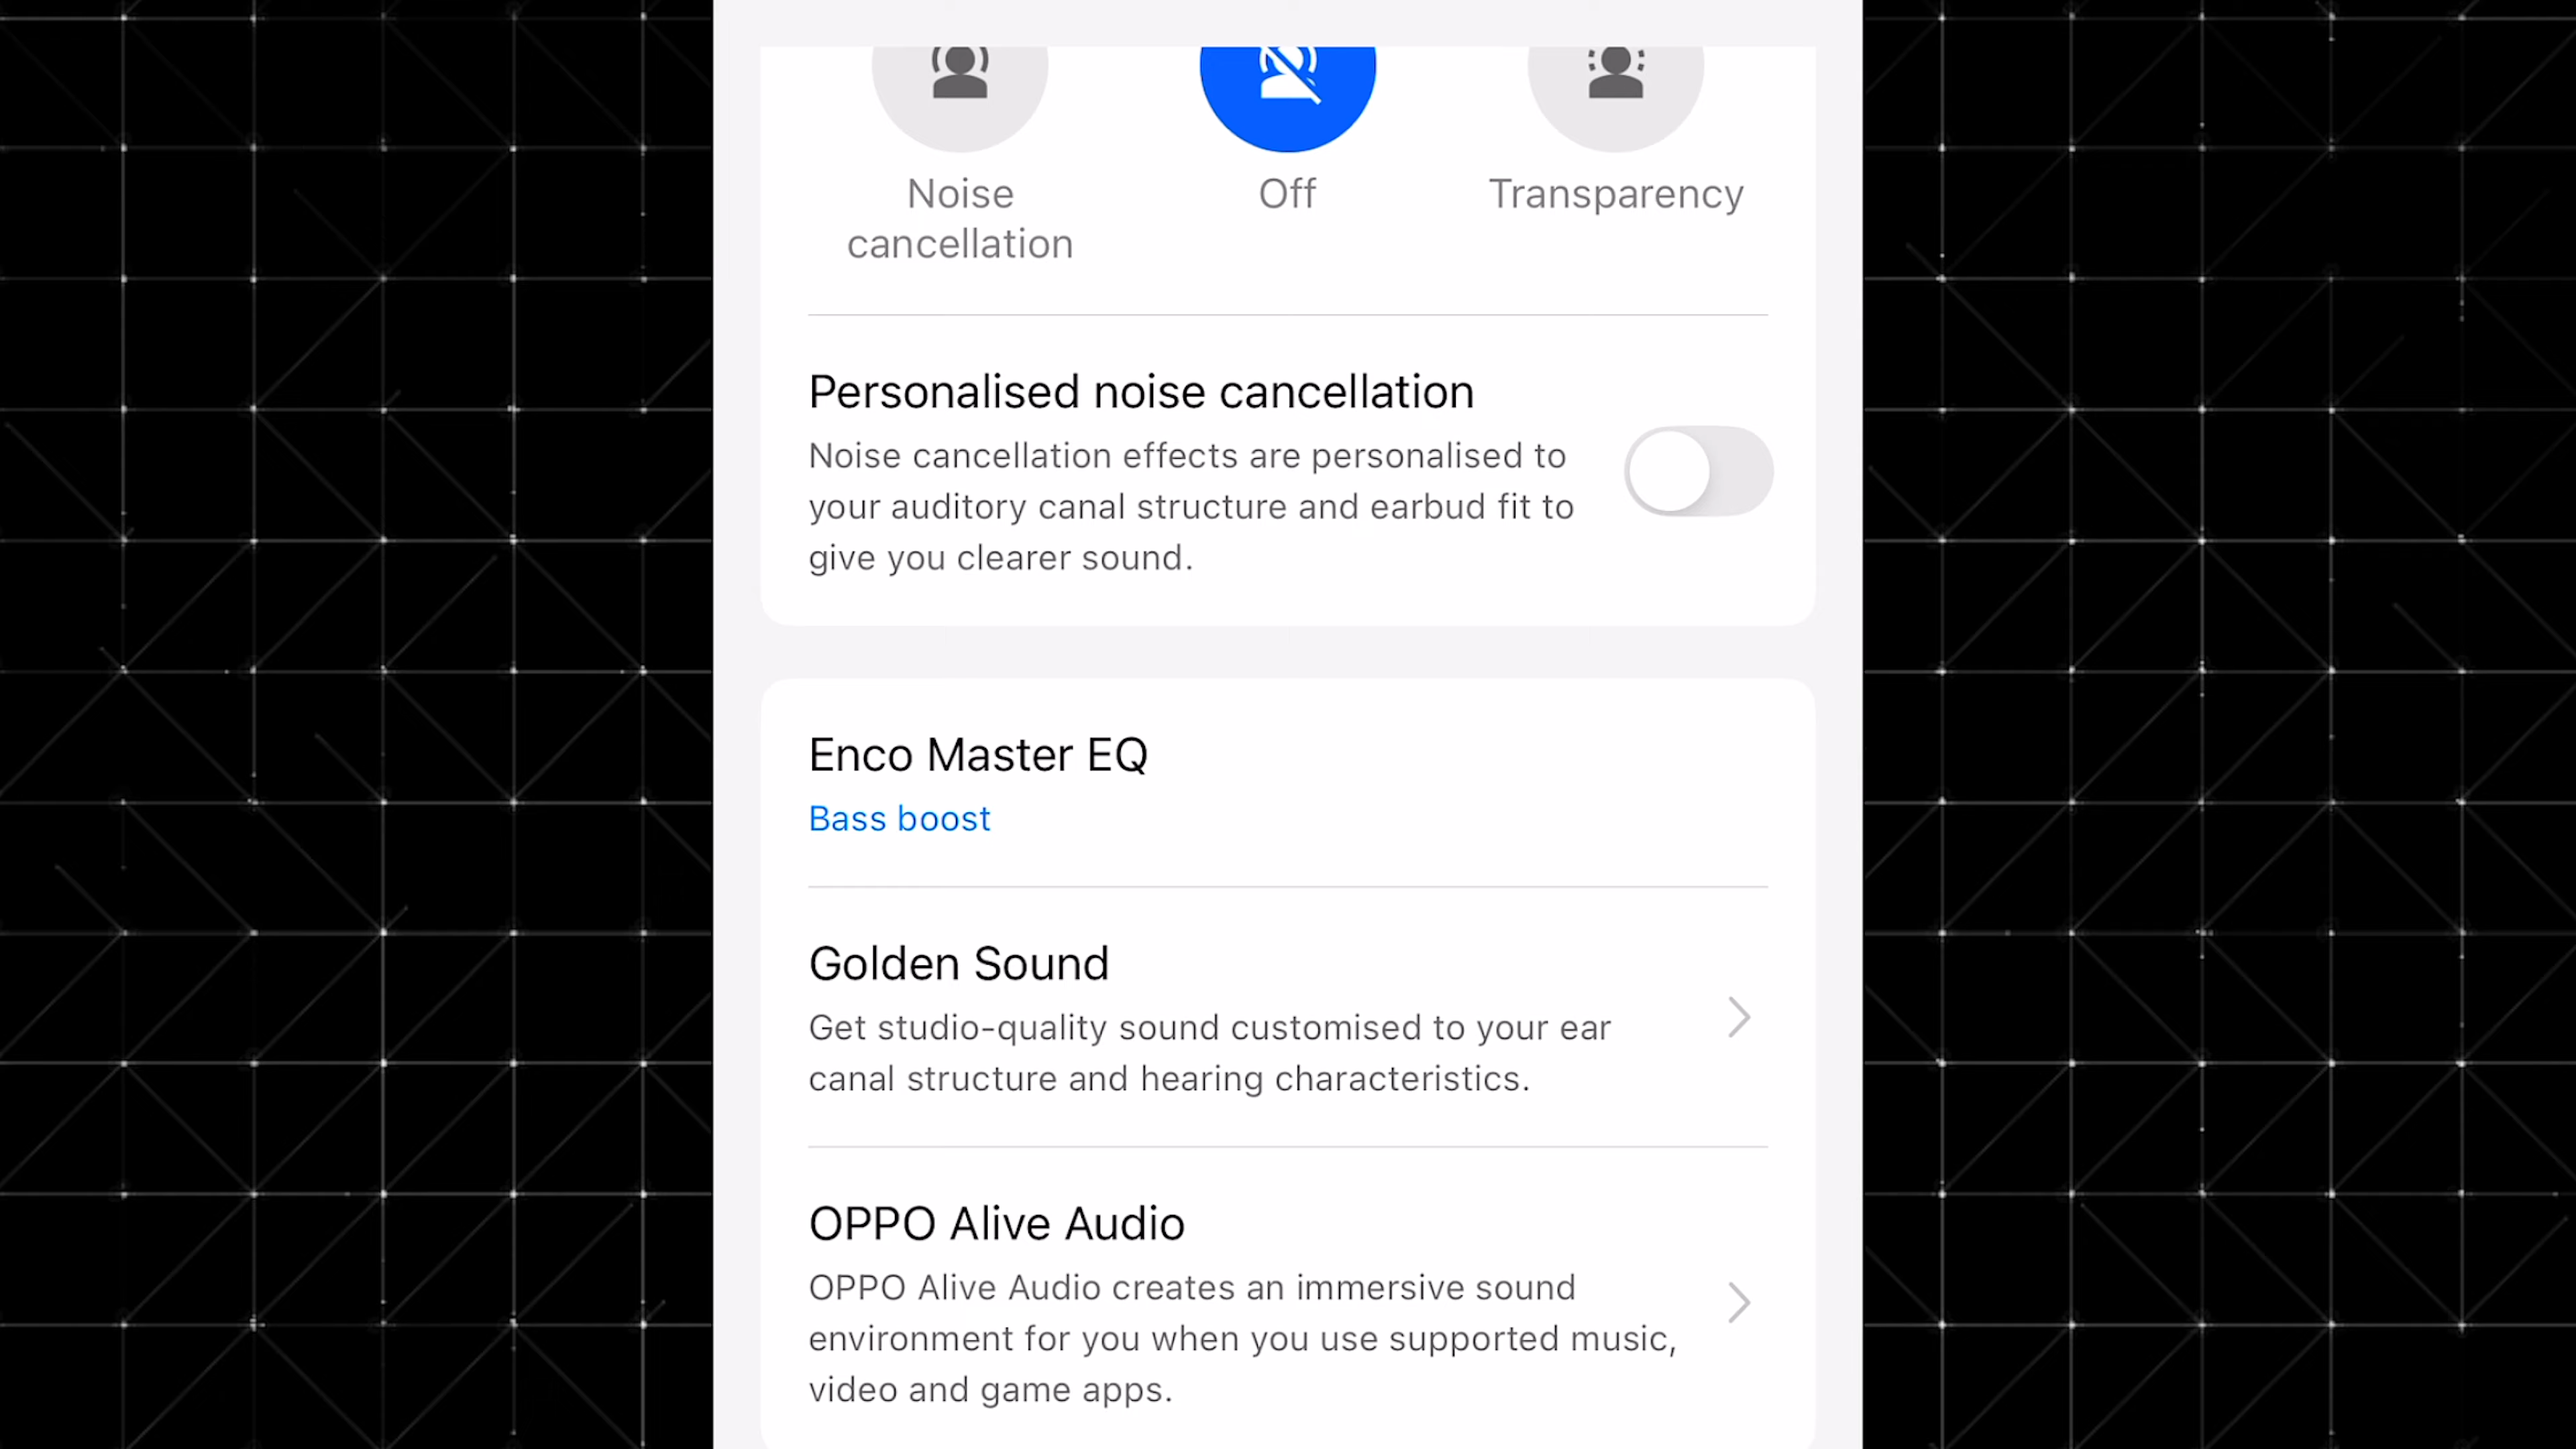 Noise
cancellation
Off
Transparency
Personalised noise cancellation
Noise cancellation effects are personalised to
your auditory canal structure and earbud fit to
give you clearer sound.
Enco Master EQ
Bass boost
Golden Sound
Get studio-quality sound customised to your ear
canal structure and hearing characteristics.
OPPO Alive Audio
OPPO Alive Audio creates an immersive sound
environment for you when you use supported music,
video and game apps.